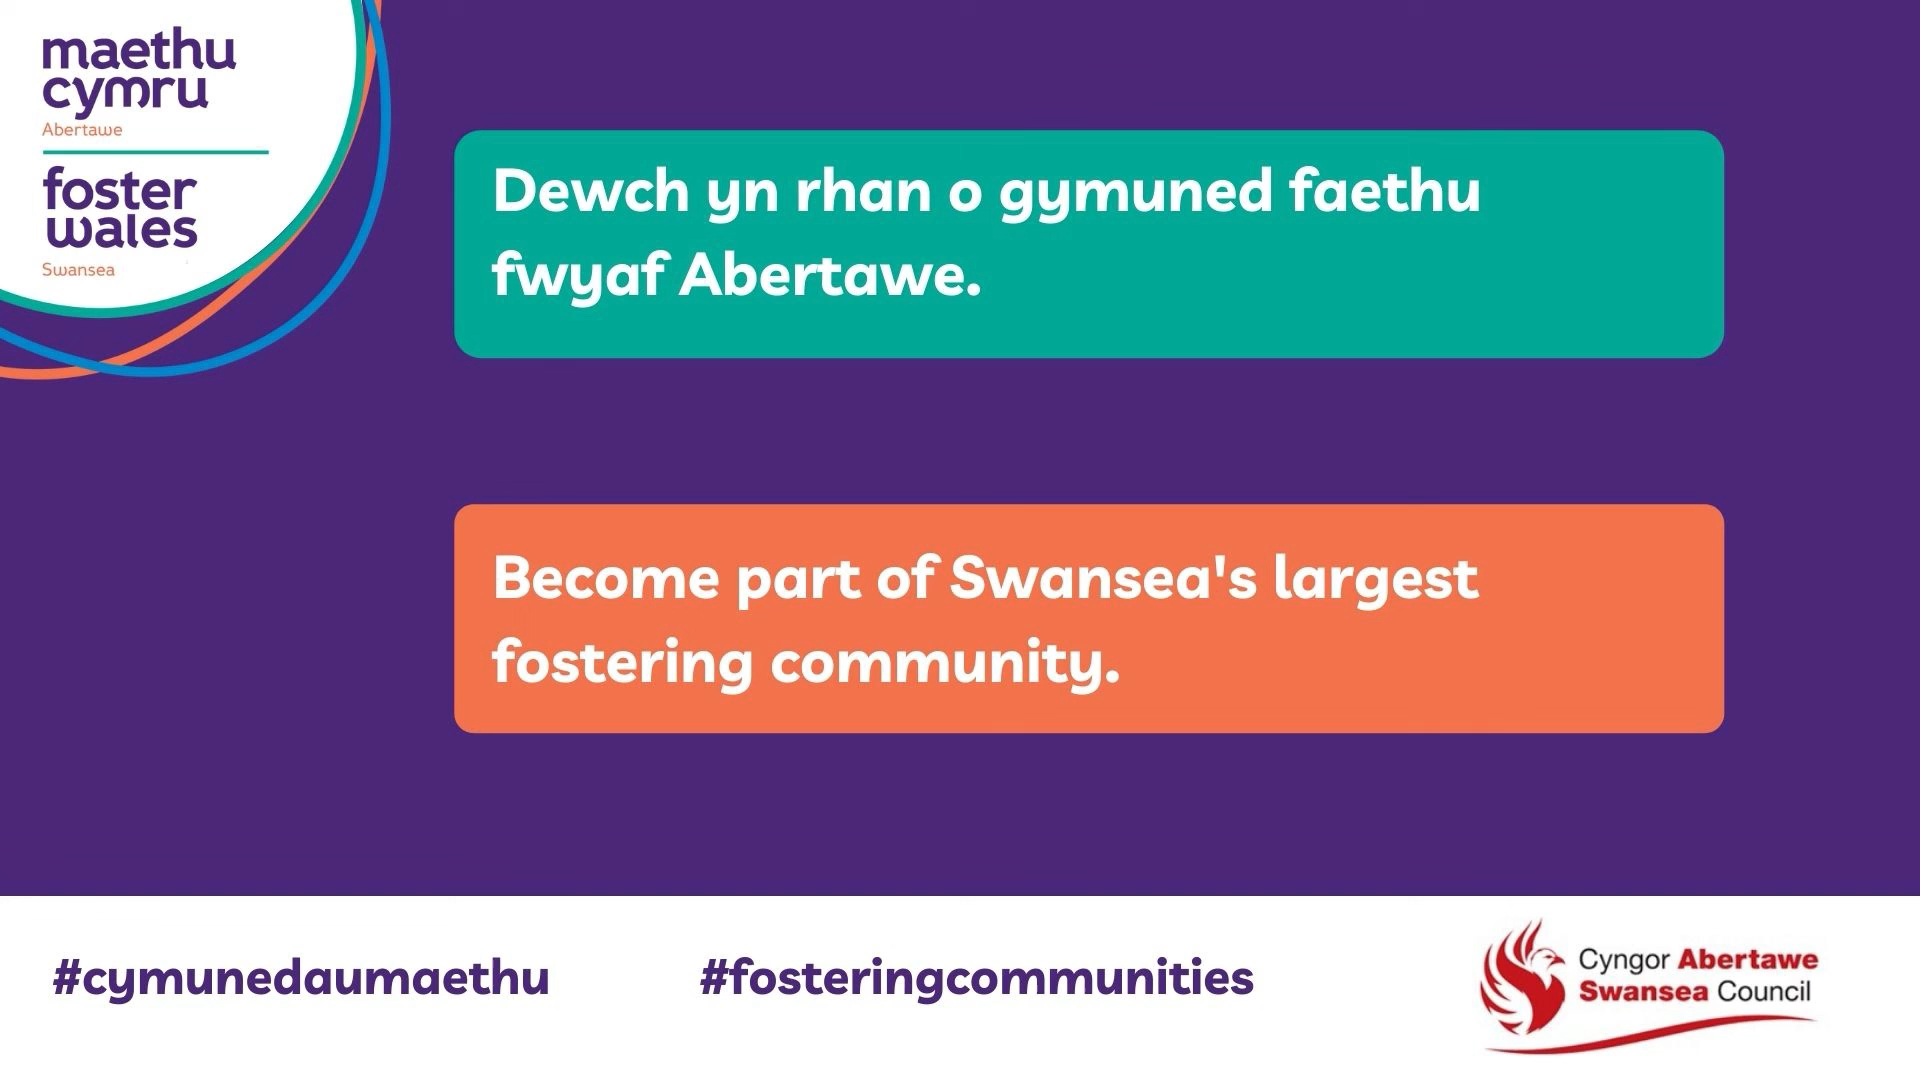 maethu
cymru
Abertawe
foster
wales
Swansea
Dewch yn rhan o gymuned faethu
fwyaf Abertawe.
Become part of Swansea's largest
fostering community.
#cymunedaumaethu
#fosteringcommunities
Cyngor Abertawe
Swansea Council